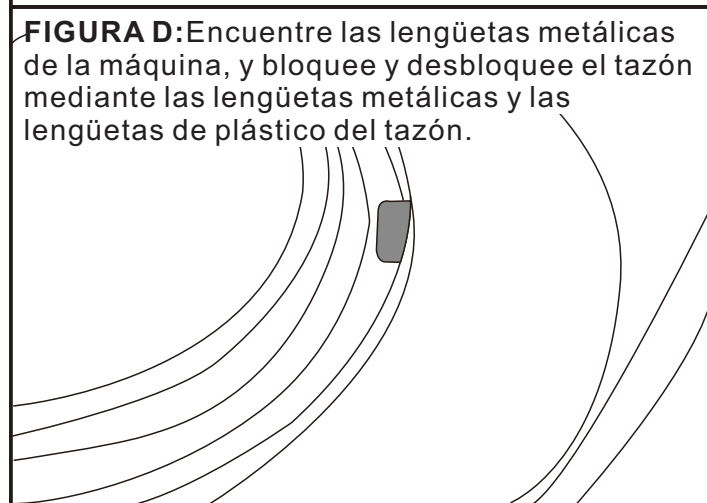 FIGURA D:Encuentre las lengüetas metálicas
de la máquina, y bloquee y desbloquee el tazón
mediante las lengüetas metálicas y las
lengüetas de plástico del tazón.